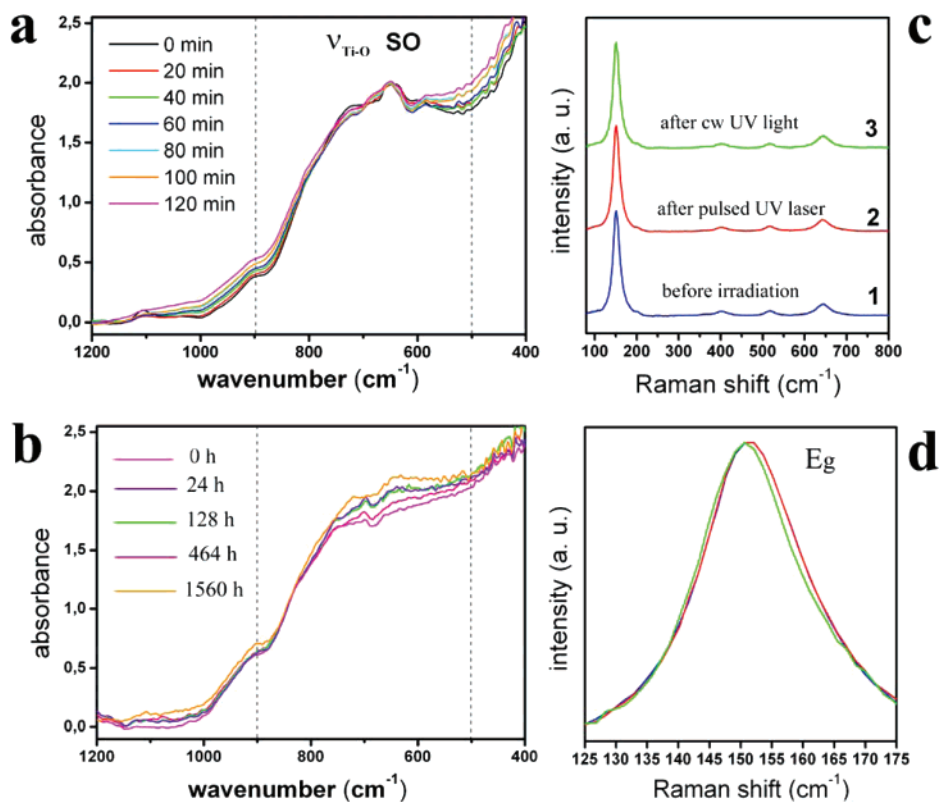 a
ν Ti-O SO
0 min
20 min
40 min
60 min
80 min
100 min
120 min
absorbance
2,5
2,0
1,5
1,0
0,5
0,0
1200 1000 800 600 400
wavenumber (cm⁻¹)
c
after cw UV light 3
after pulsed UV laser 2
before irradiation 1
intensity (a. u.)
100 200 300 400 500 600 700 800
Raman shift (cm⁻¹)
b
0 h
24 h
128 h
464 h
1560 h
absorbance
2,5
2,0
1,5
1,0
0,5
0,0
1200 1000 800 600 400
wavenumber (cm⁻¹)
d
Eg
intensity (a. u.)
125 130 135 140 145 150 155 160 165 170 175
Raman shift (cm⁻¹)